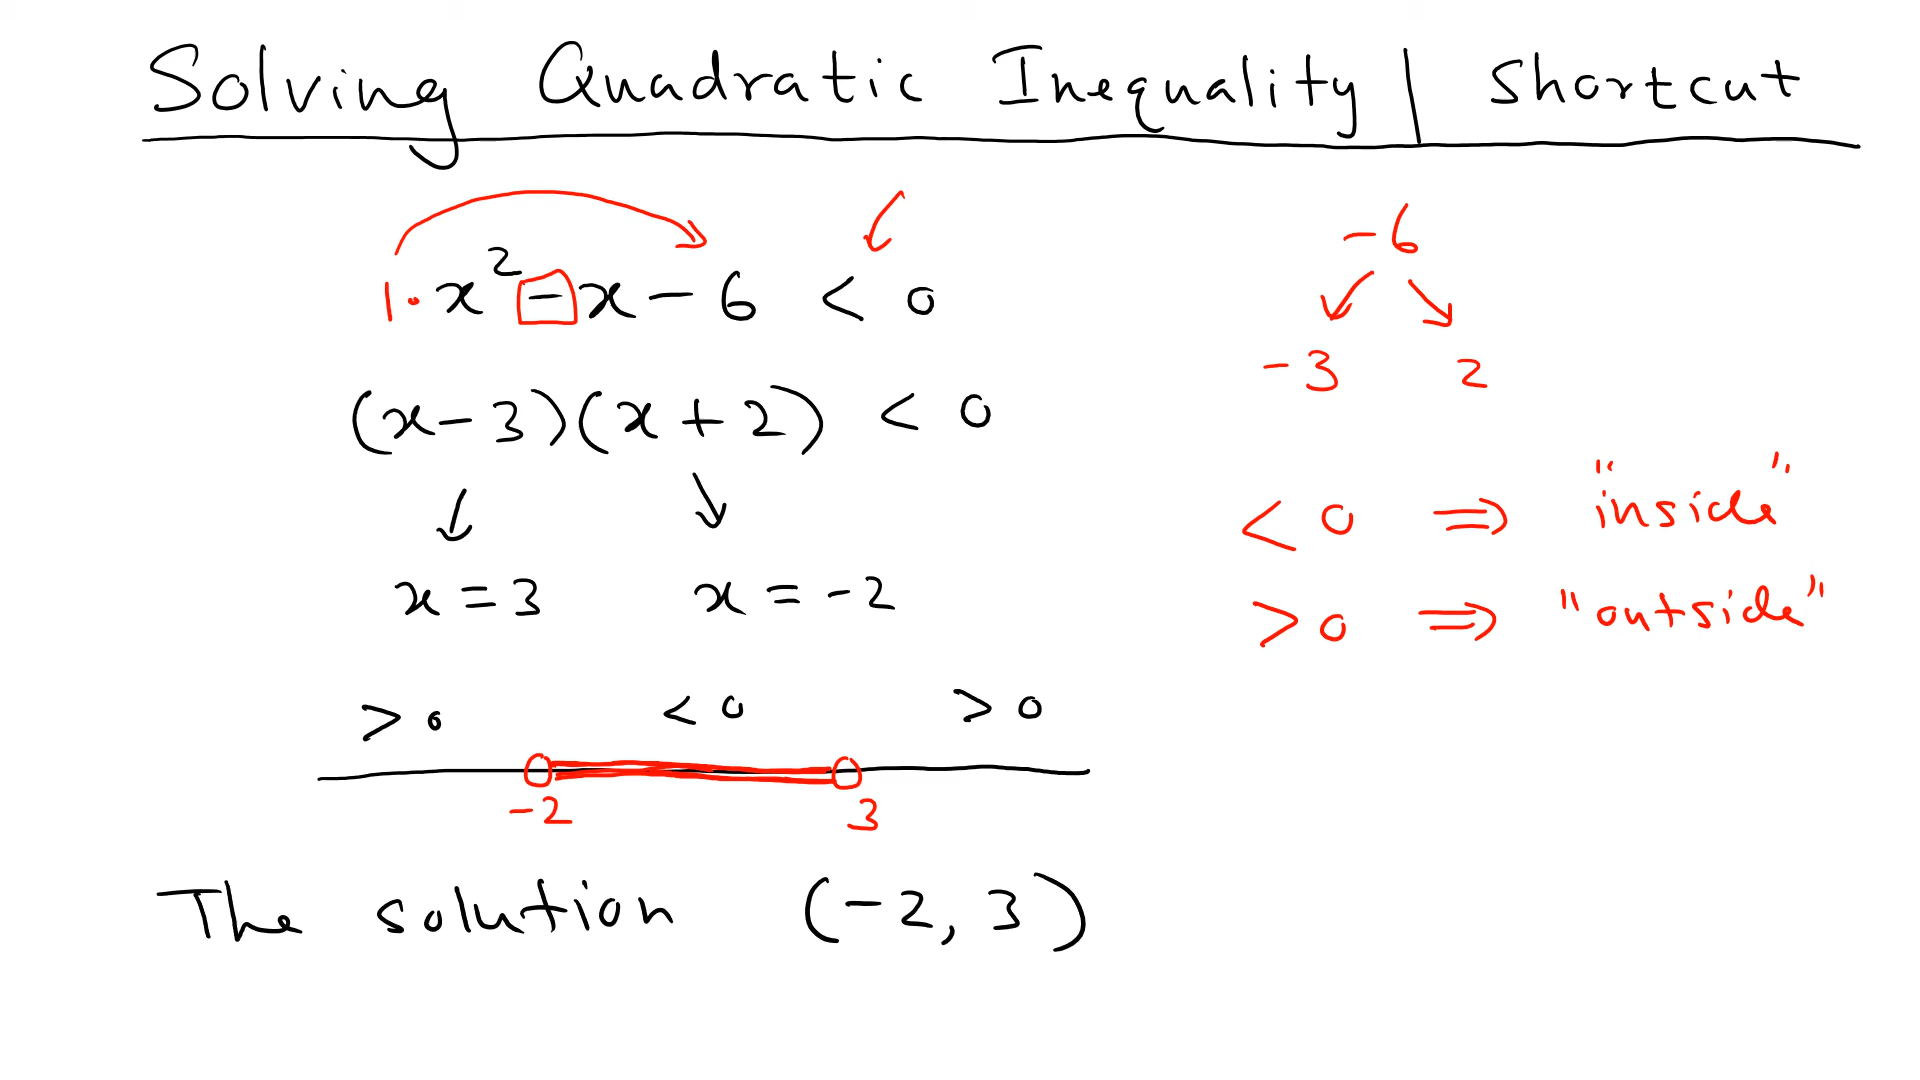 Solving Quadratic Inequality | Shortcut
1·x² - x - 6 < 0
-6
-3 2
(x-3)(x+2) < 0
x = 3 x = -2
< 0 ⇒ "inside"
> 0 ⇒ "outside"
> 0 < 0 > 0
-2 3
The solution (-2, 3)